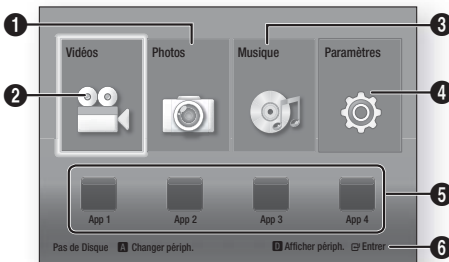 1
3
Vidéos Photos Musique Paramètres
2
4
App 1 App 2 App 3 App 4
5
Pas de Disque A Changer périph. D Afficher périph. Entrer
6